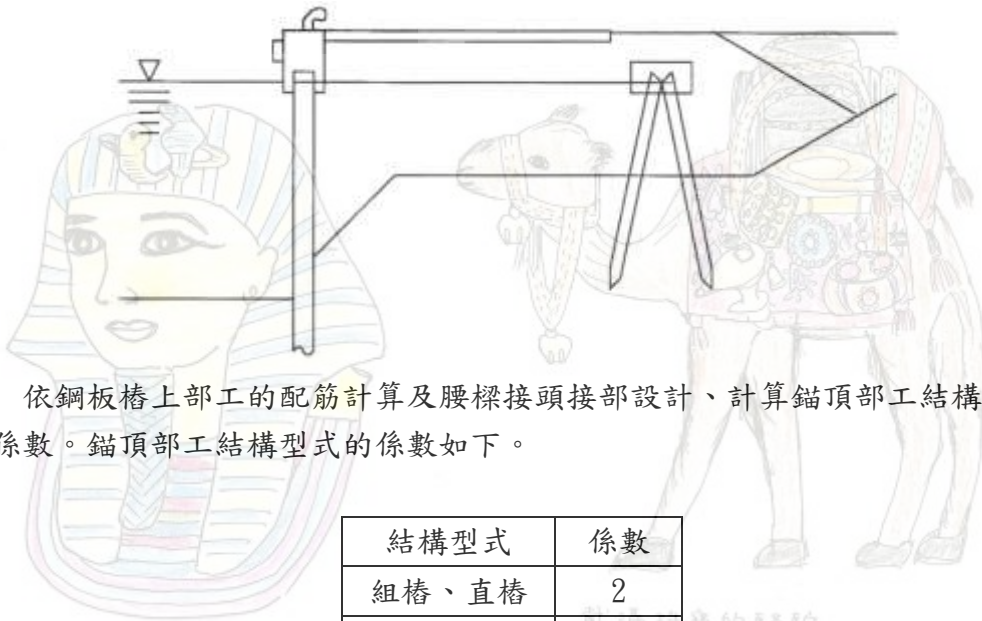 依鋼板樁上部工的配筋計算及腰樑接頭接部設計、計算錨頂部工結構
係數。錨頂部工結構型式的係數如下。
結構型式 係數
組樁、直樁 2